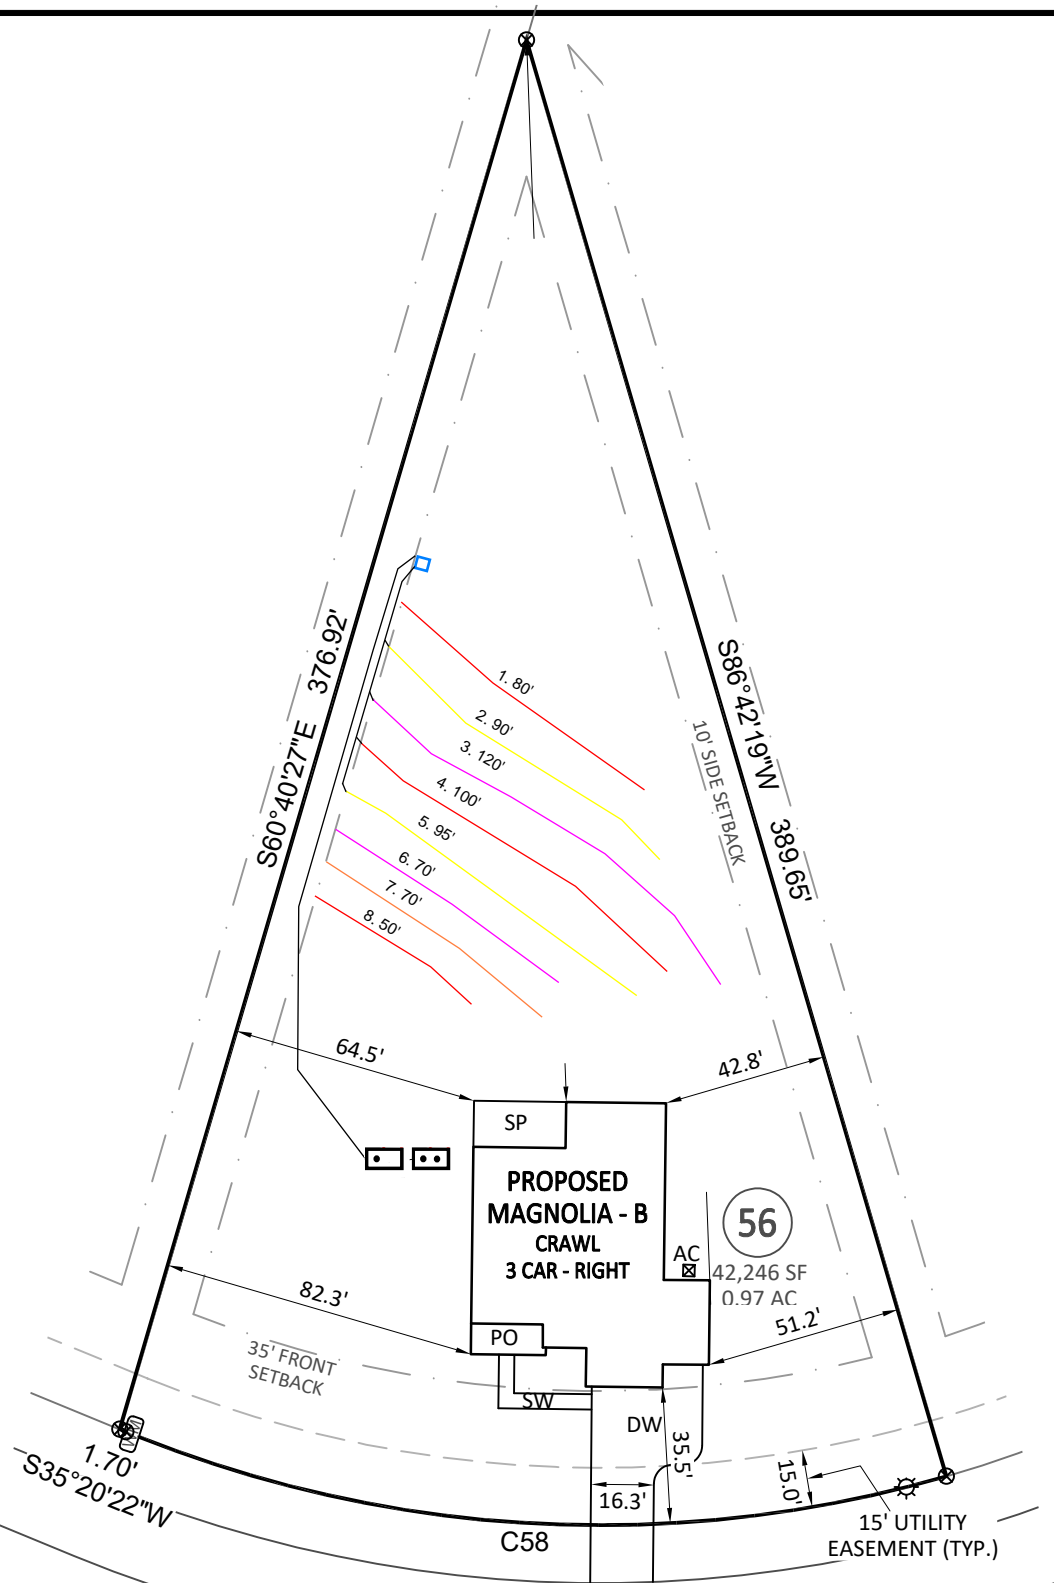 S60°40'27"E 376.92'
S86°42'19"W 389.65'
10' SIDE SETBACK
1. 80'
2. 90'
3. 120'
4. 100'
5. 95'
6. 70'
7. 70'
8. 50'
64.5'
42.8'
SP
PROPOSED
MAGNOLIA - B
CRAWL
3 CAR - RIGHT
56
AC
42,246 SF
0.97 AC
82.3'
51.2'
PO
35' FRONT
SETBACK
SW
DW
35.5'
16.3'
15.0'
WM
1.70'
S35°20'22"W
C58
15' UTILITY
EASEMENT (TYP.)